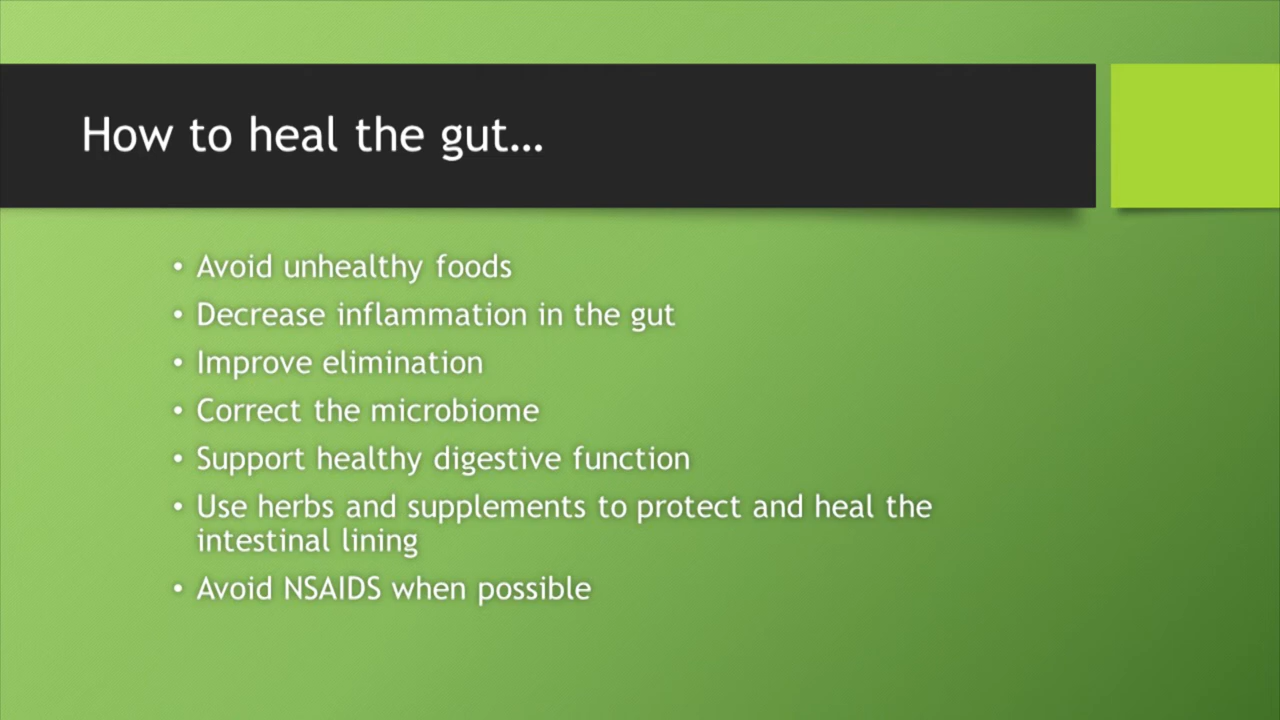 How to heal the gut…
• Avoid unhealthy foods
• Decrease inflammation in the gut
• Improve elimination
• Correct the microbiome
• Support healthy digestive function
• Use herbs and supplements to protect and heal the
intestinal lining
• Avoid NSAIDS when possible